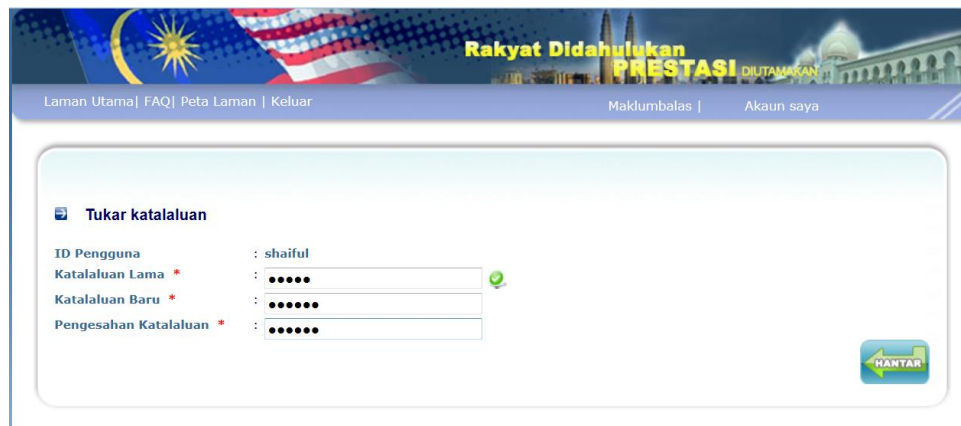 Rakyat Didahulukan
PRESTASI DIUTAMAKAN
Laman Utama| FAQ| Peta Laman | Keluar
Maklumbalas | Akaun saya
Tukar katalaluan
ID Pengguna : shaiful
Katalaluan Lama * : •••••
Katalaluan Baru * : ••••••
Pengesahan Katalaluan * : ••••••
HANTAR